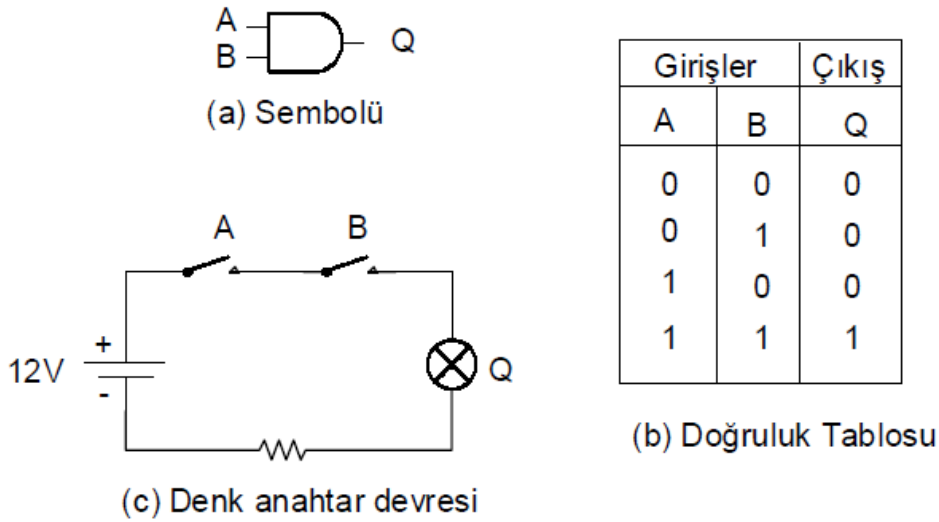 A
B
Q
(a) Sembolü
A
B
12V
+
-
Q
(c) Denk anahtar devresi
Girişler Çıkış
A B Q
0 0 0
0 1 0
1 0 0
1 1 1
(b) Doğruluk Tablosu